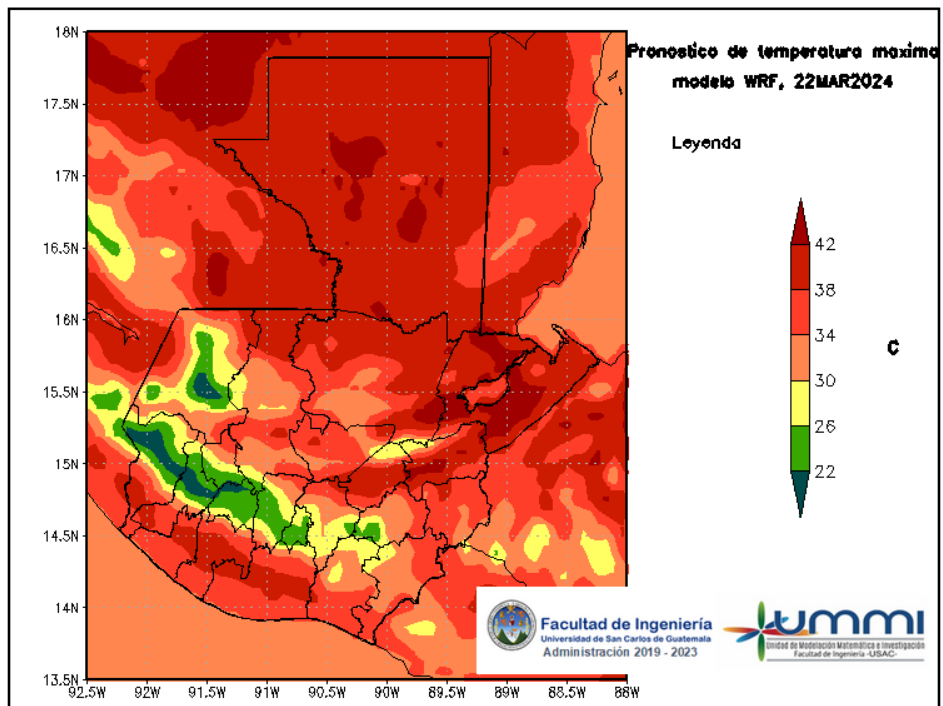 Pronostico de temperatura maxima
modelo WRF, 22MAR2024
Leyenda
42
38
34
30
26
22
C
18N
17.5N
17N
16.5N
16N
15.5N
15N
14.5N
14N
13.5N
92.5W 92W 91.5W 91W 90.5W 90W 89.5W 89W 88.5W 88W
Facultad de Ingeniería
Universidad de San Carlos de Guatemala
Administración 2019 - 2023
UMMI
Unidad de Modelación Matemática e Investigación
Facultad de Ingeniería -USAC-